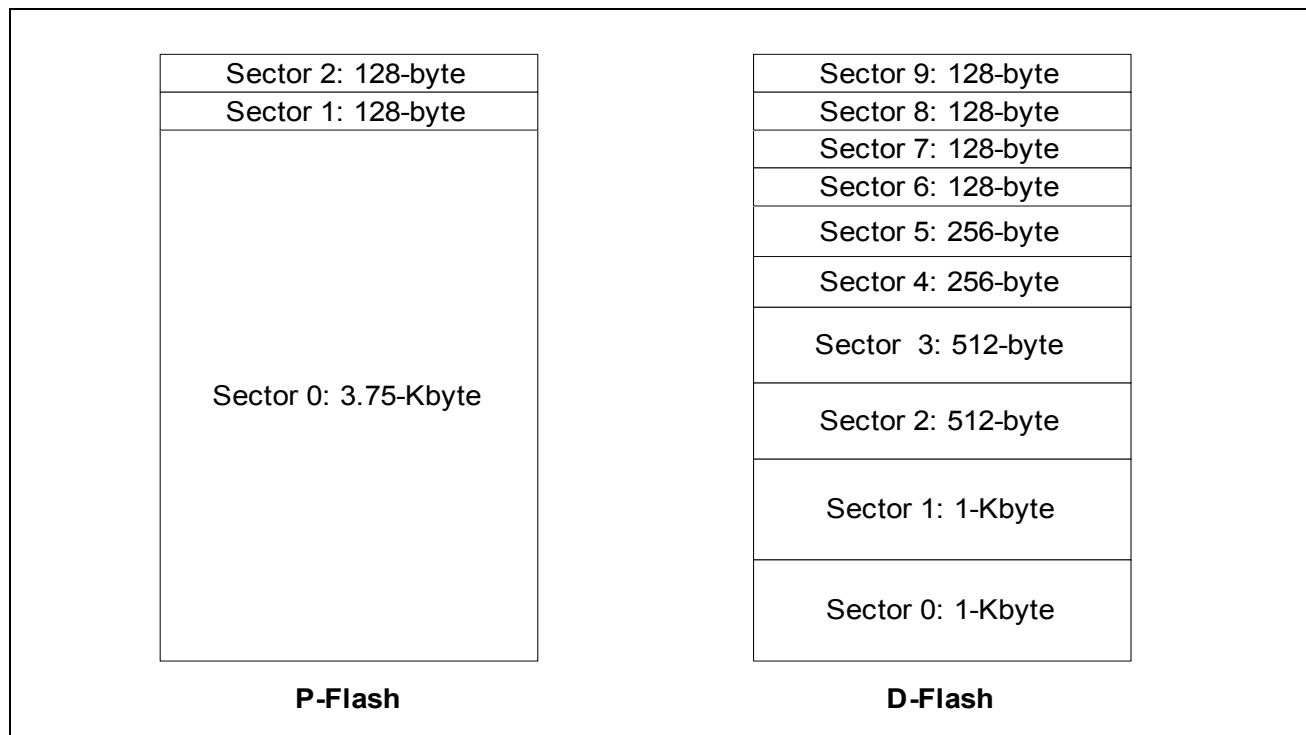 Sector 2: 128-byte
Sector 1: 128-byte
Sector 0: 3.75-Kbyte
P-Flash
Sector 9: 128-byte
Sector 8: 128-byte
Sector 7: 128-byte
Sector 6: 128-byte
Sector 5: 256-byte
Sector 4: 256-byte
Sector 3: 512-byte
Sector 2: 512-byte
Sector 1: 1-Kbyte
Sector 0: 1-Kbyte
D-Flash